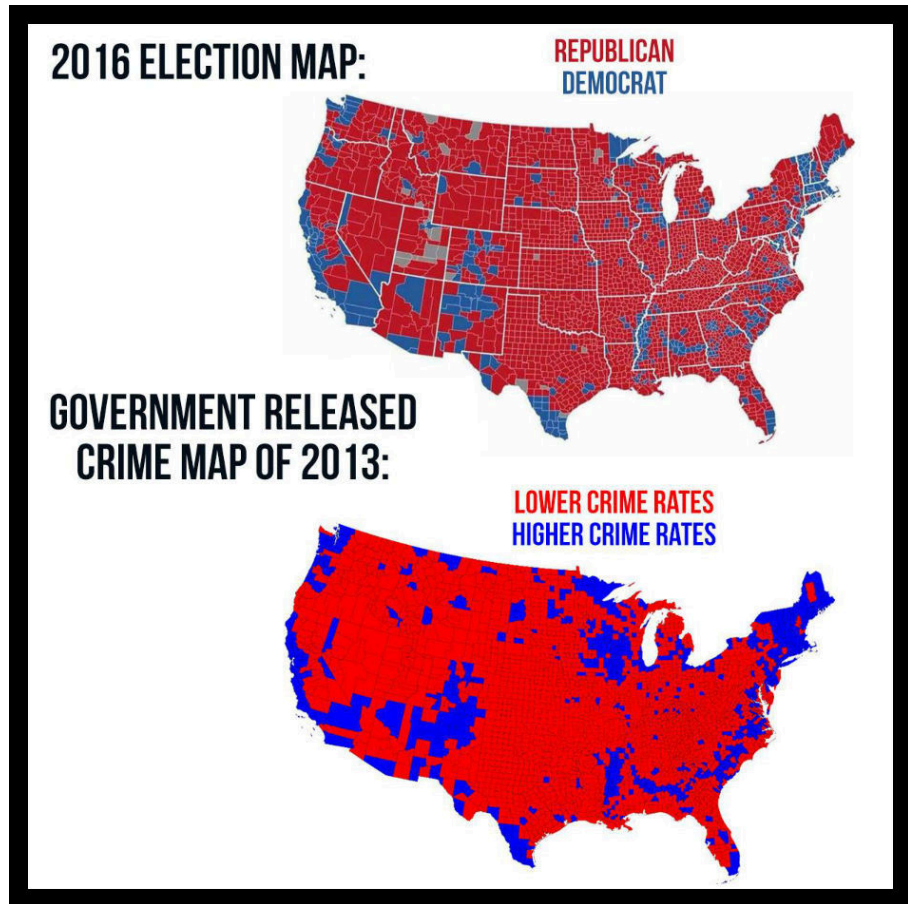 2016 ELECTION MAP:
REPUBLICAN
DEMOCRAT
GOVERNMENT RELEASED
CRIME MAP OF 2013:
LOWER CRIME RATES
HIGHER CRIME RATES